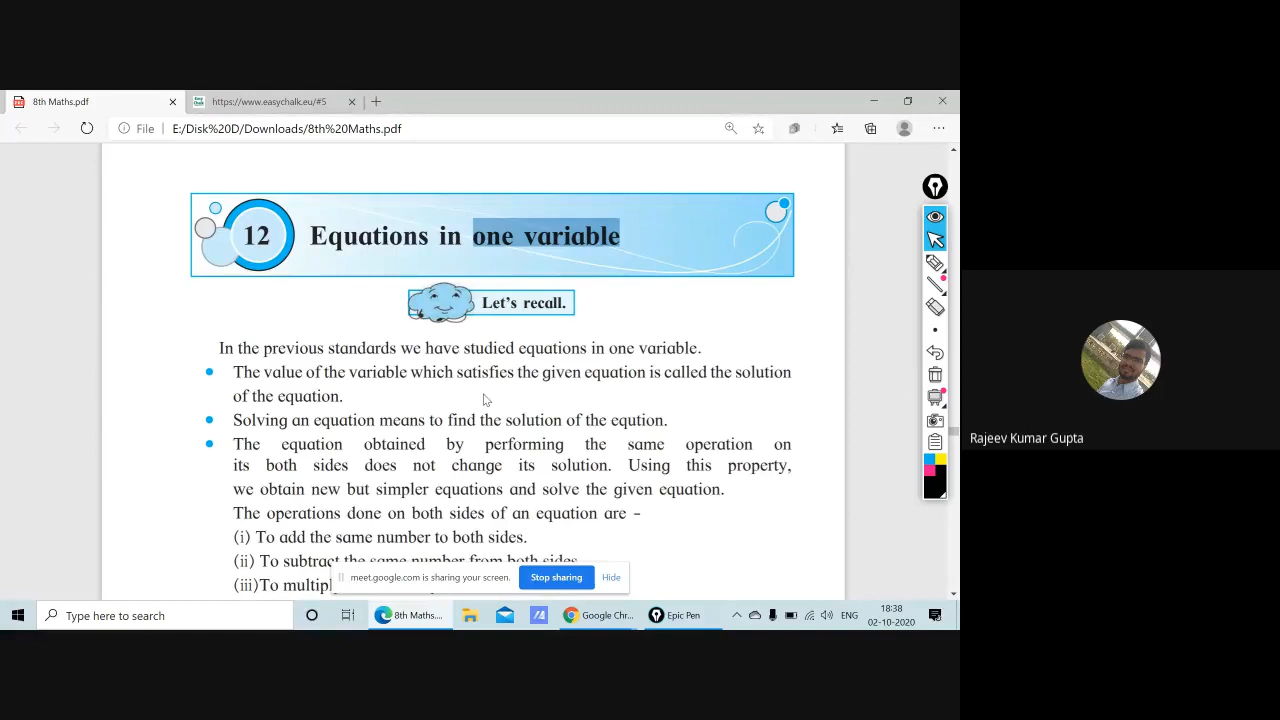 8th Maths.pdf
https://www.easychalk.eu/#5
File E:/Disk%20D/Downloads/8th%20Maths.pdf
12 Equations in one variable
Let's recall.
In the previous standards we have studied equations in one variable.
The value of the variable which satisfies the given equation is called the solution
of the equation.
Solving an equation means to find the solution of the eqution.
The equation obtained by performing the same operation on
its both sides does not change its solution. Using this property,
we obtain new but simpler equations and solve the given equation.
The operations done on both sides of an equation are -
(i) To add the same number to both sides.
(ii) To subtract the same number from both sides.
(iii)To multip
meet.google.com is sharing your screen. Stop sharing Hide
Rajeev Kumar Gupta
Type here to search
8th Maths....
Google Chr...
Epic Pen
ENG
18:38
02-10-2020